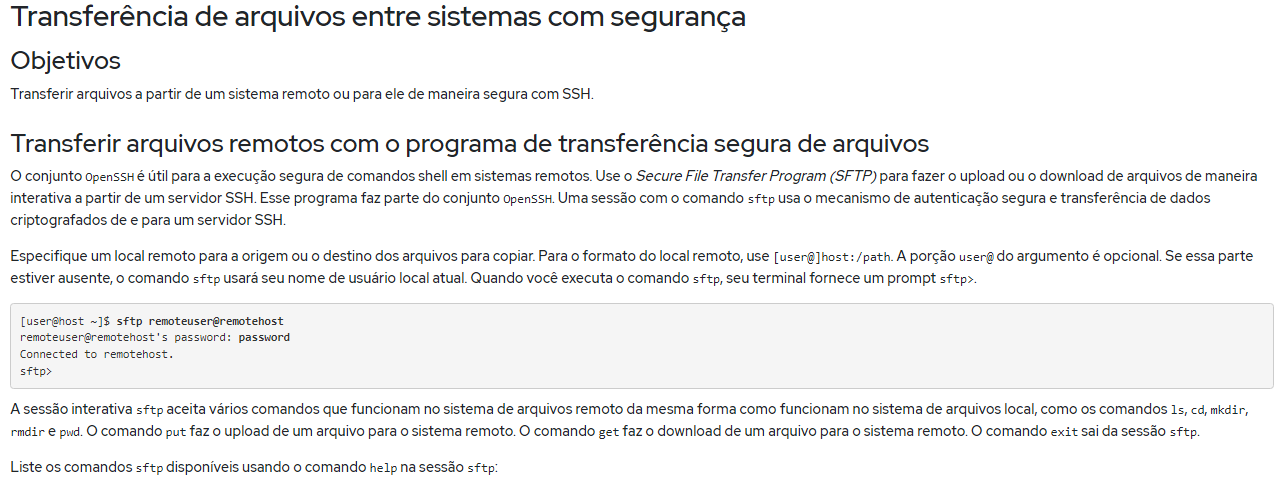 Transferência de arquivos entre sistemas com segurança
Objetivos
Transferir arquivos a partir de um sistema remoto ou para ele de maneira segura com SSH.
Transferir arquivos remotos com o programa de transferência segura de arquivos
O conjunto OpenSSH é útil para a execução segura de comandos shell em sistemas remotos. Use o Secure File Transfer Program (SFTP) para fazer o upload ou o download de arquivos de maneira
interativa a partir de um servidor SSH. Esse programa faz parte do conjunto OpenSSH. Uma sessão com o comando sftp usa o mecanismo de autenticação segura e transferência de dados
criptografados de e para um servidor SSH.
Especifique um local remoto para a origem ou o destino dos arquivos para copiar. Para o formato do local remoto, use [user@]host:/path. A porção user@ do argumento é opcional. Se essa parte
estiver ausente, o comando sftp usará seu nome de usuário local atual. Quando você executa o comando sftp, seu terminal fornece um prompt sftp>.
[user@host ~]$ sftp remoteuser@remotehost
remoteuser@remotehost's password: password
Connected to remotehost.
sftp>
A sessão interativa sftp aceita vários comandos que funcionam no sistema de arquivos remoto da mesma forma como funcionam no sistema de arquivos local, como os comandos ls, cd, mkdir,
rmdir e pwd. O comando put faz o upload de um arquivo para o sistema remoto. O comando get faz o download de um arquivo para o sistema remoto. O comando exit sai da sessão sftp.
Liste os comandos sftp disponíveis usando o comando help na sessão sftp: